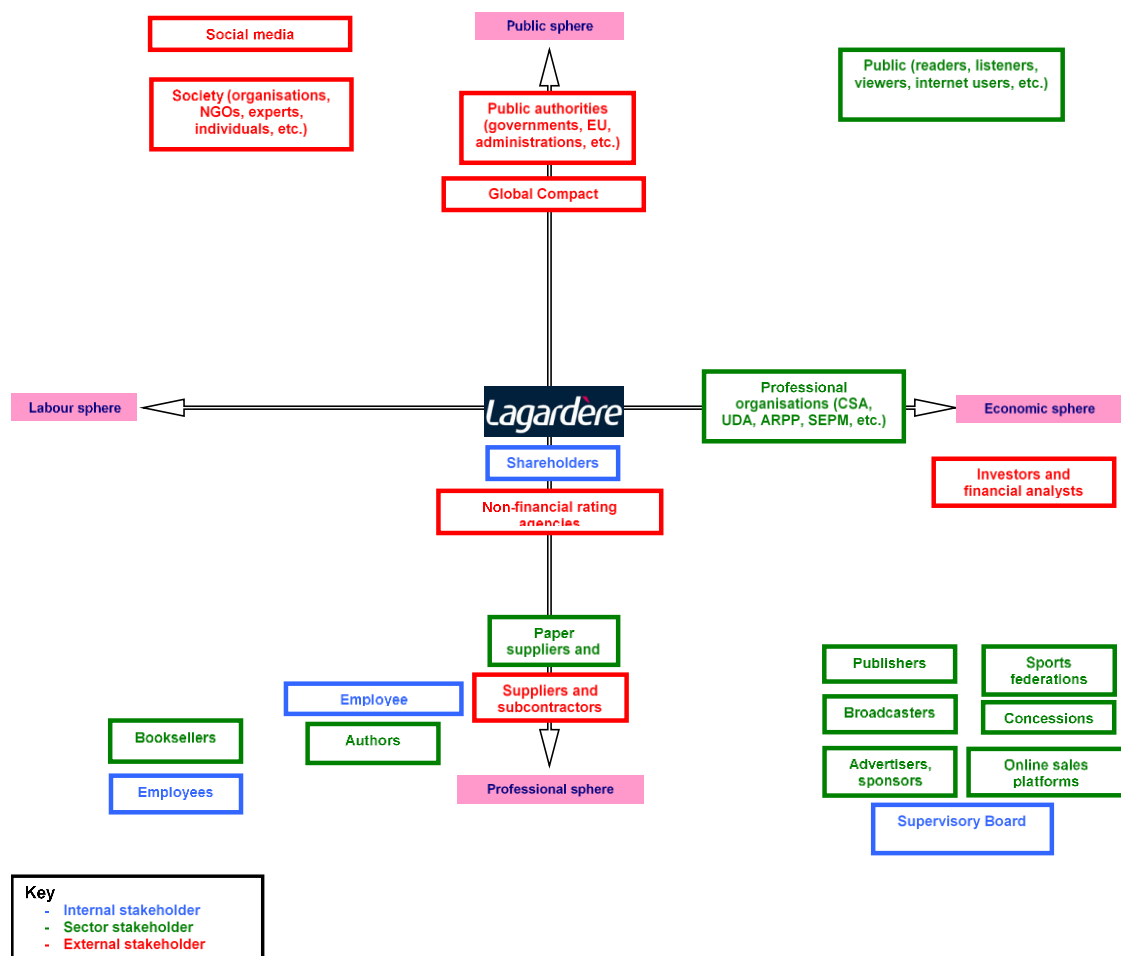 Social media
Public sphere
Public (readers, listeners,
viewers, internet users, etc.)
Society (organisations,
NGOs, experts,
individuals, etc.)
Public authorities
(governments, EU,
administrations, etc.)
Global Compact
Labour sphere
Lagardère
Professional
organisations (CSA,
UDA, ARPP, SEPM, etc.)
Economic sphere
Shareholders
Investors and
financial analysts
Non-financial rating
agencies
Paper
suppliers and
Publishers
Sports
federations
Employee
Suppliers and
subcontractors
Broadcasters
Concessions
Booksellers
Authors
Advertisers,
sponsors
Online sales
platforms
Employees
Professional sphere
Supervisory Board
Key
- Internal stakeholder
- Sector stakeholder
- External stakeholder